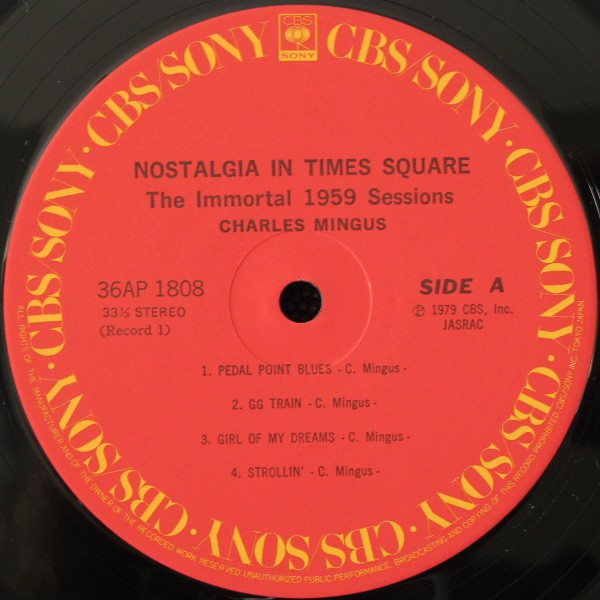 CBS
SONY
CBS/SONY · CBS/SONY · CBS/SONY · CBS/SONY · CBS/SONY · CBS/SONY · CBS/SONY · CBS/SONY
NOSTALGIA IN TIMES SQUARE
The Immortal 1959 Sessions
CHARLES MINGUS
36AP 1808
33⅓ STEREO
(Record 1)
SIDE A
Ⓟ 1979 CBS, Inc.
JASRAC
1. PEDAL POINT BLUES - C. Mingus -
2. GG TRAIN - C. Mingus -
3. GIRL OF MY DREAMS - C. Mingus -
4. STROLLIN' - C. Mingus -
ALL RIGHTS OF THE MANUFACTURER AND OF THE OWNER OF THE RECORDED WORK RESERVED. UNAUTHORIZED PUBLIC PERFORMANCE, BROADCASTING AND COPYING OF THIS RECORD PROHIBITED. CBS/SONY INC. TOKYO JAPAN